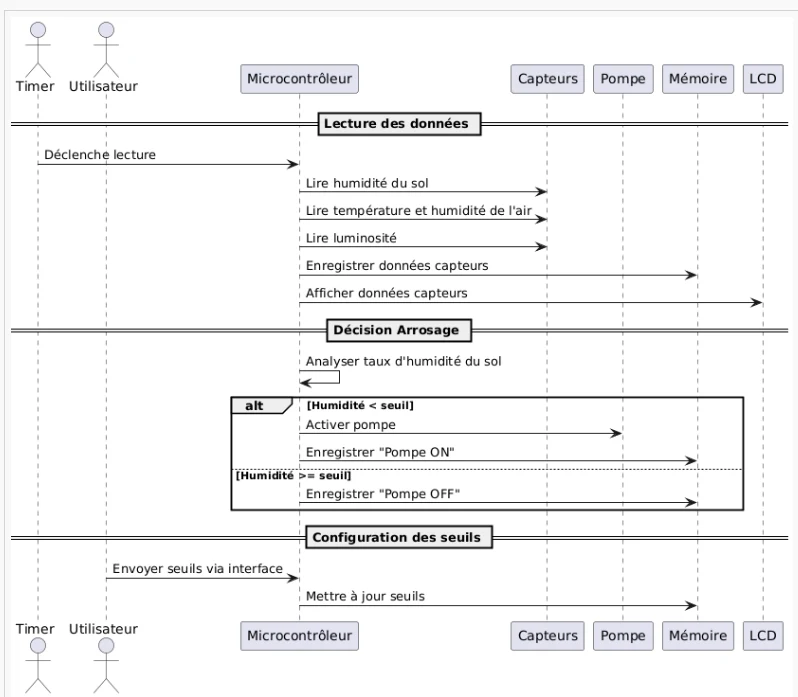 Timer
Utilisateur
Microcontrôleur
Capteurs
Pompe
Mémoire
LCD
Lecture des données
Déclenche lecture
Lire humidité du sol
Lire température et humidité de l'air
Lire luminosité
Enregistrer données capteurs
Afficher données capteurs
Décision Arrosage
Analyser taux d'humidité du sol
alt [Humidité < seuil]
Activer pompe
Enregistrer "Pompe ON"
[Humidité >= seuil]
Enregistrer "Pompe OFF"
Configuration des seuils
Envoyer seuils via interface
Mettre à jour seuils
Timer
Utilisateur
Microcontrôleur
Capteurs
Pompe
Mémoire
LCD